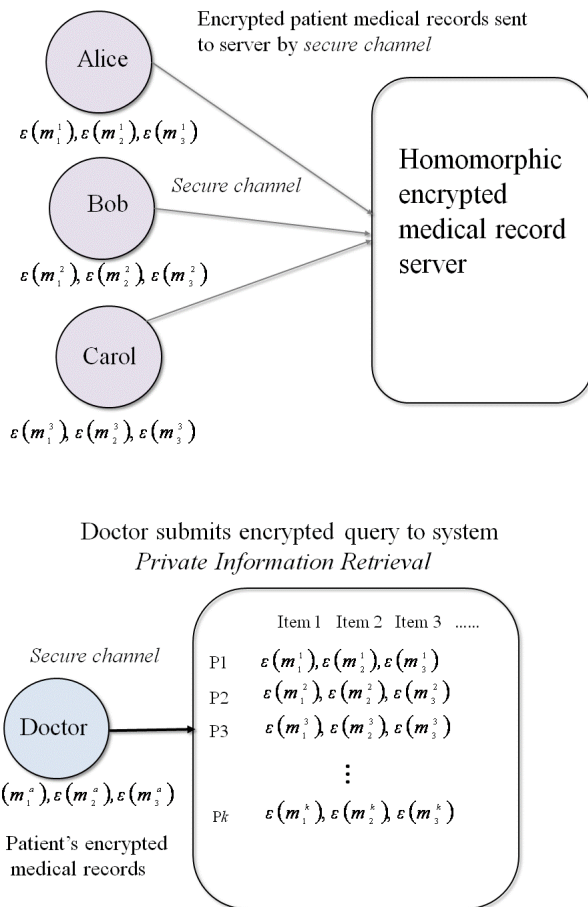 Encrypted patient medical records sent
to server by secure channel
Alice
ε(m₁¹), ε(m₂¹), ε(m₃¹)
Secure channel
Bob
ε(m₁²), ε(m₂²), ε(m₃²)
Carol
ε(m₁³), ε(m₂³), ε(m₃³)
Homomorphic
encrypted
medical record
server
Doctor submits encrypted query to system
Private Information Retrieval
Secure channel
Doctor
(m₁ᵃ), ε(m₂ᵃ), ε(m₃ᵃ)
Patient's encrypted
medical records
Item 1 Item 2 Item 3 ......
P1 ε(m₁¹), ε(m₂¹), ε(m₃¹)
P2 ε(m₁²), ε(m₂²), ε(m₃²)
P3 ε(m₁³), ε(m₂³), ε(m₃³)
⋮
Pk ε(m₁ᵏ), ε(m₂ᵏ), ε(m₃ᵏ)